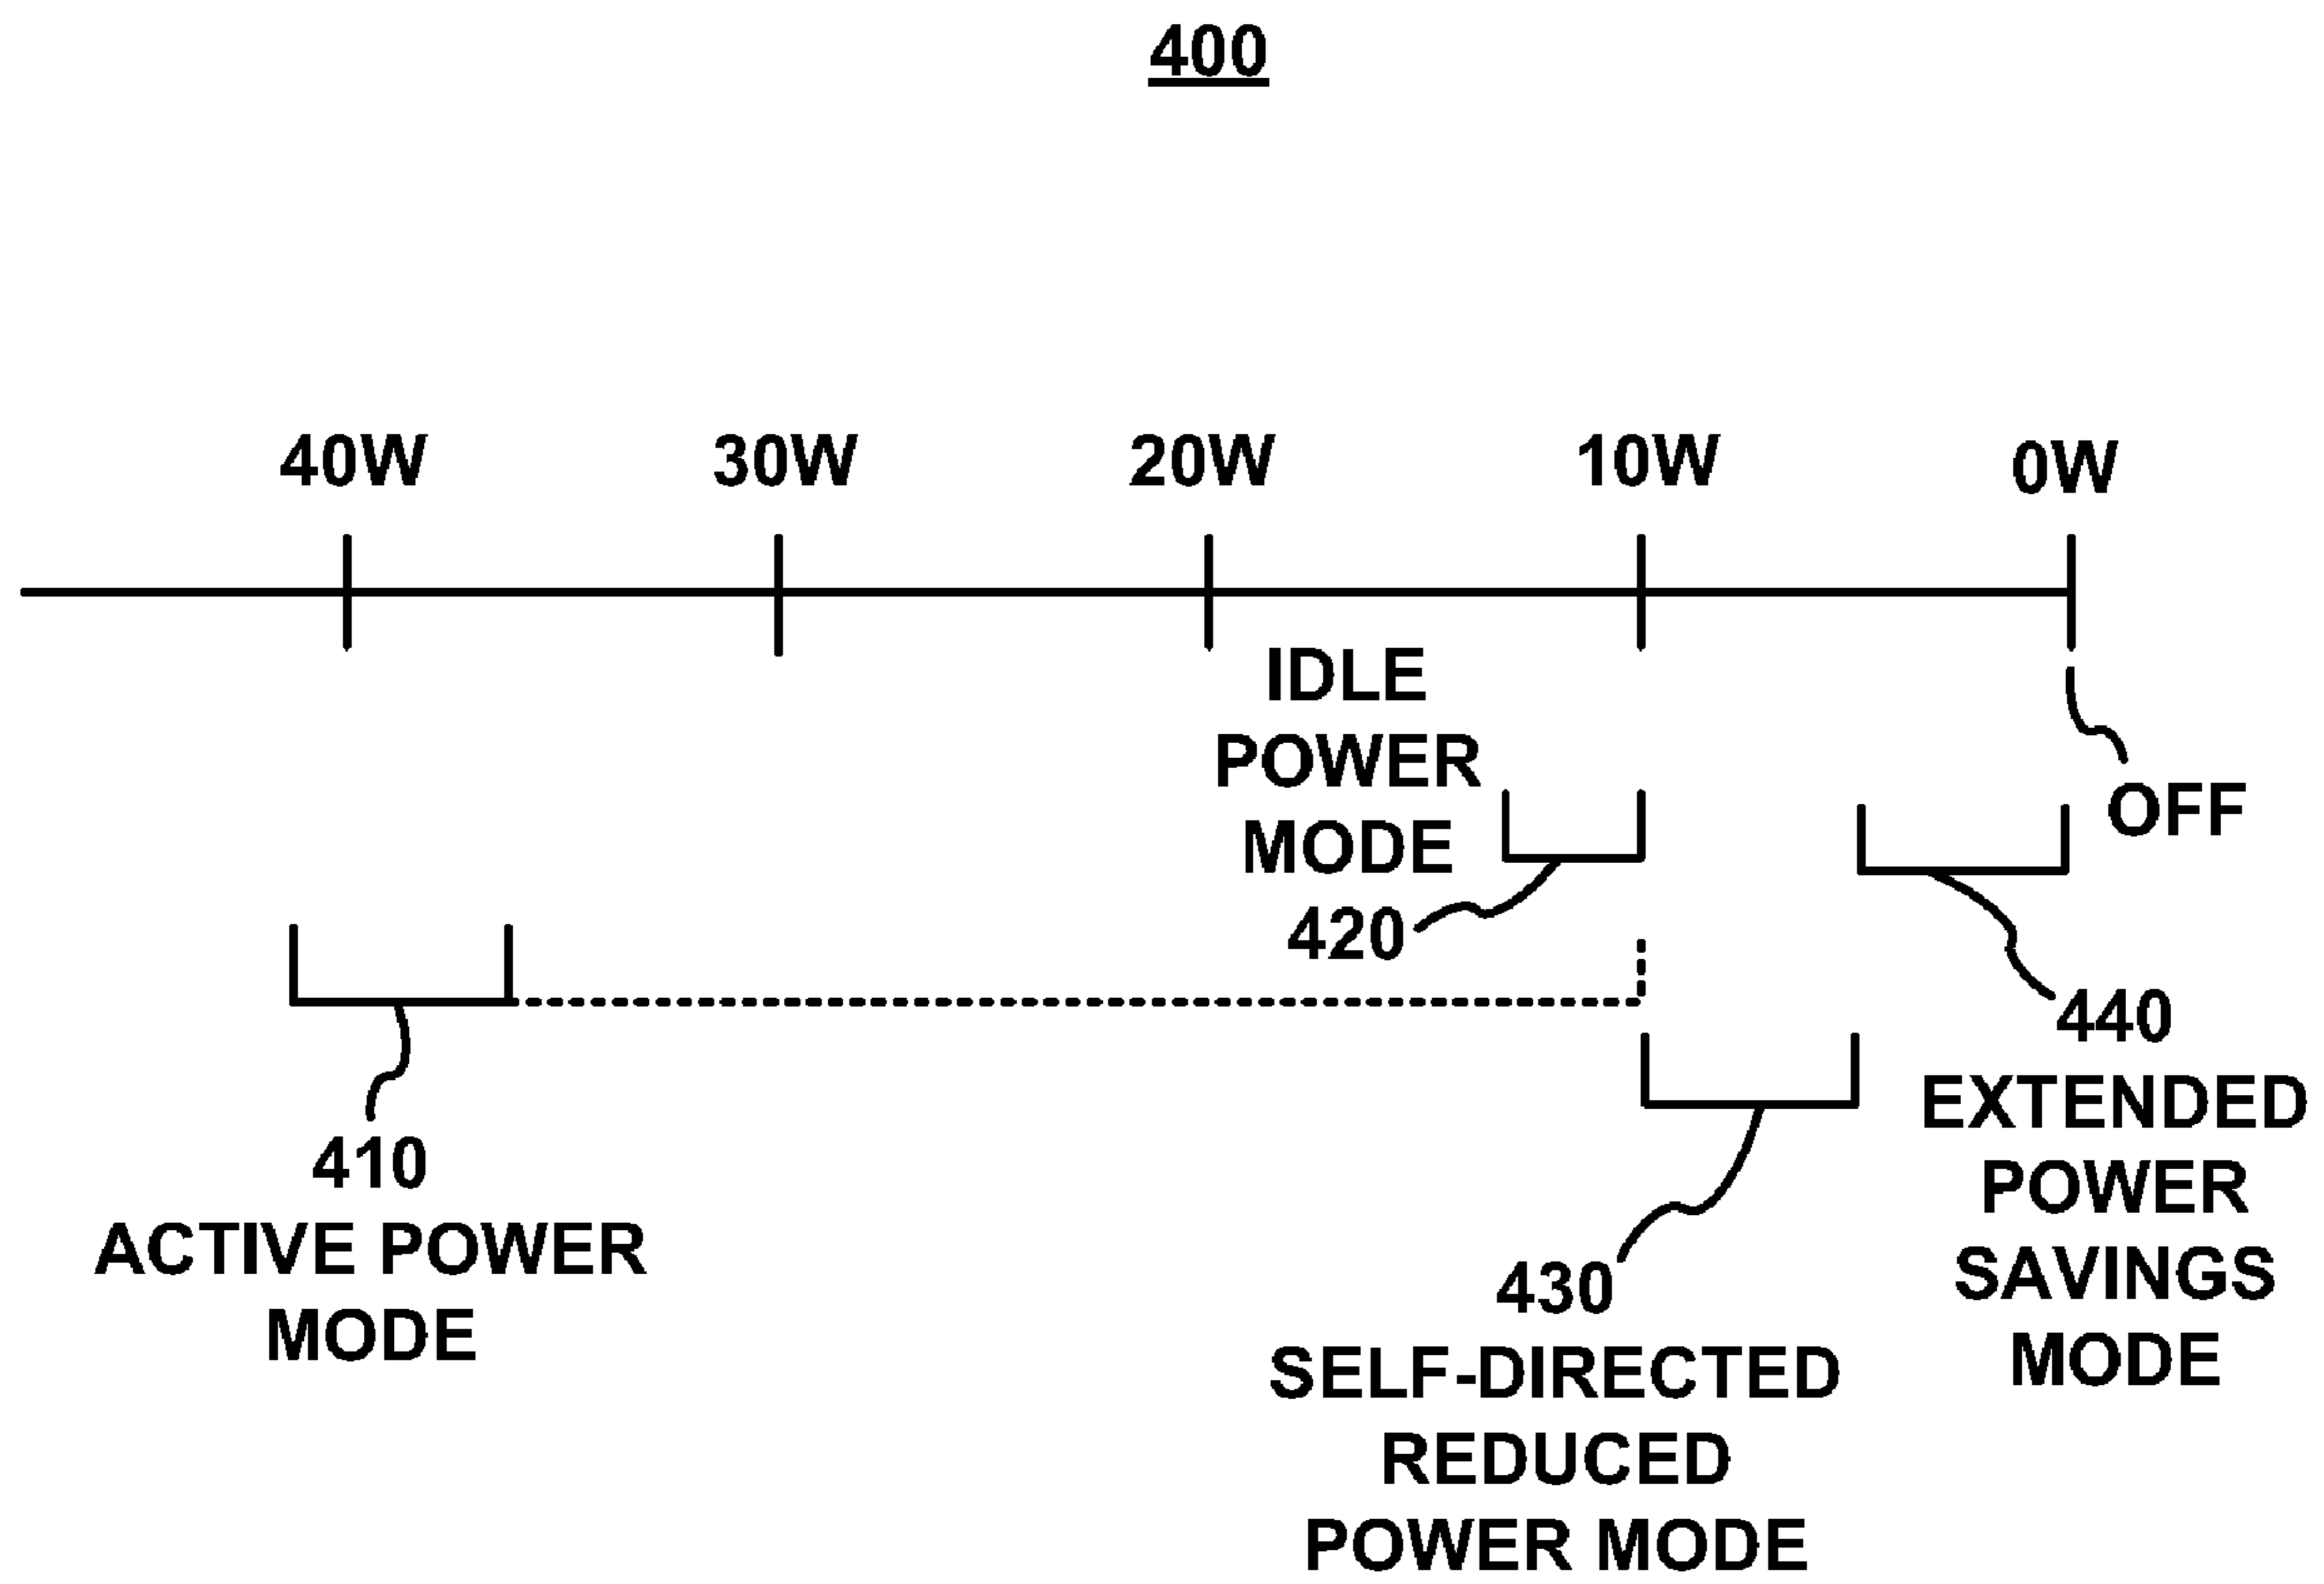 400
40W 30W 20W 10W 0W
IDLE
POWER
MODE
420
OFF
410
ACTIVE POWER
MODE
430
SELF-DIRECTED
REDUCED
POWER MODE
440
EXTENDED
POWER
SAVINGS
MODE